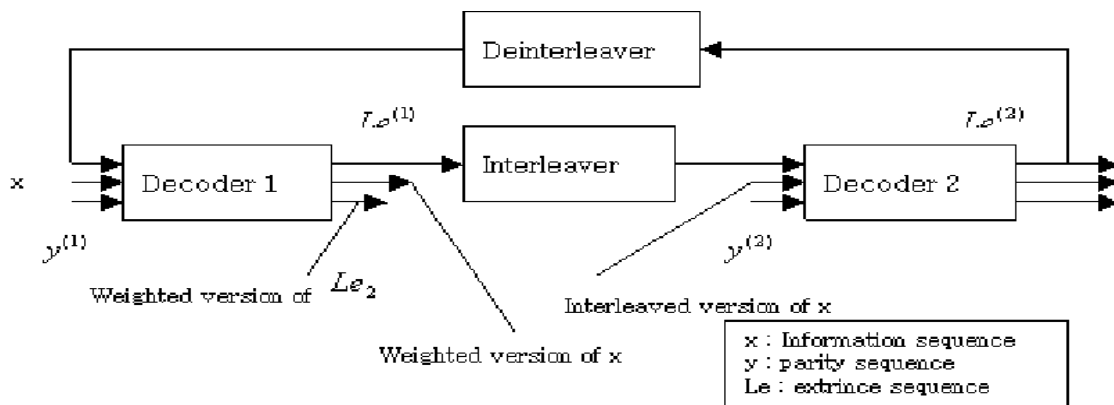 Deinterleaver
Le(1)
Le(2)
Interleaver
x
Decoder 1
Decoder 2
y(1)
y(2)
Weighted version of Le2
Interleaved version of x
Weighted version of x
x : Information sequence
y : parity sequence
Le : extrince sequence